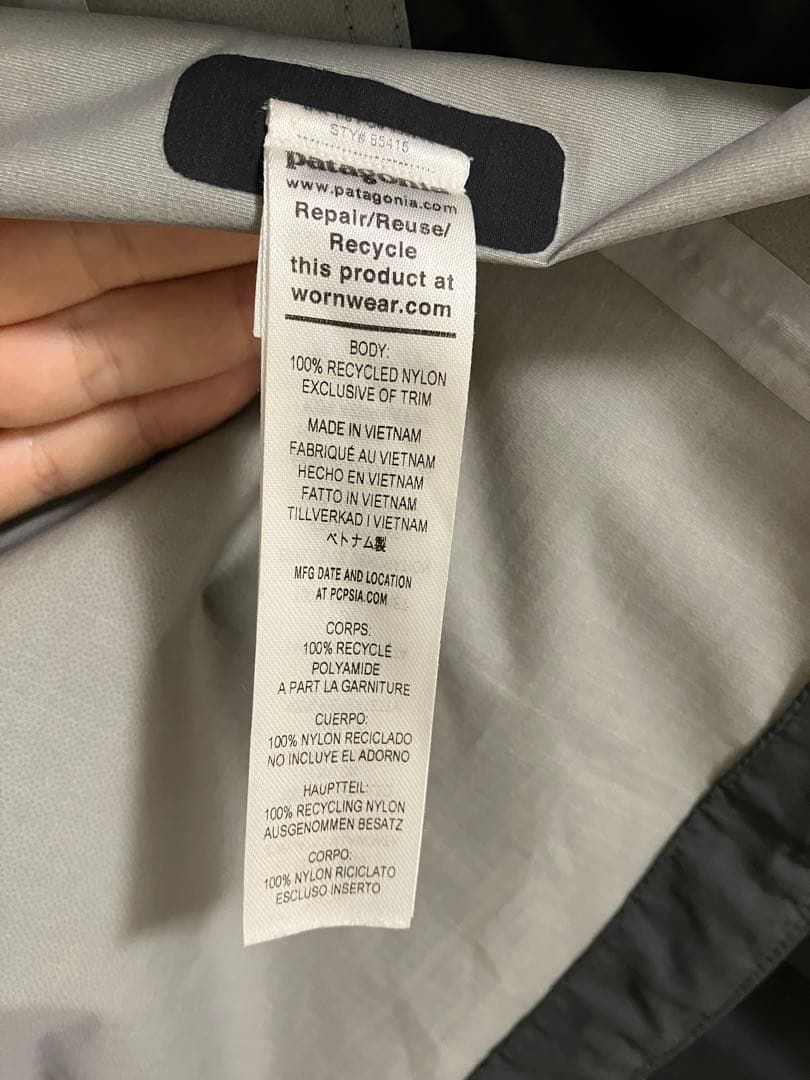 STY# 85416
patagonia
www.patagonia.com
Repair/Reuse/
Recycle
this product at
wornwear.com
BODY:
100% RECYCLED NYLON
EXCLUSIVE OF TRIM
MADE IN VIETNAM
FABRIQUÉ AU VIETNAM
HECHO EN VIETNAM
FATTO IN VIETNAM
TILLVERKAD I VIETNAM
ベトナム製
MFG DATE AND LOCATION
AT PCPSIA.COM
CORPS:
100% RECYCLÉ
POLYAMIDE
A PART LA GARNITURE
CUERPO:
100% NYLON RECICLADO
NO INCLUYE EL ADORNO
HAUPTTEIL:
100% RECYCLING NYLON
AUSGENOMMEN BESATZ
CORPO:
100% NYLON RICICLATO
ESCLUSO INSERTO